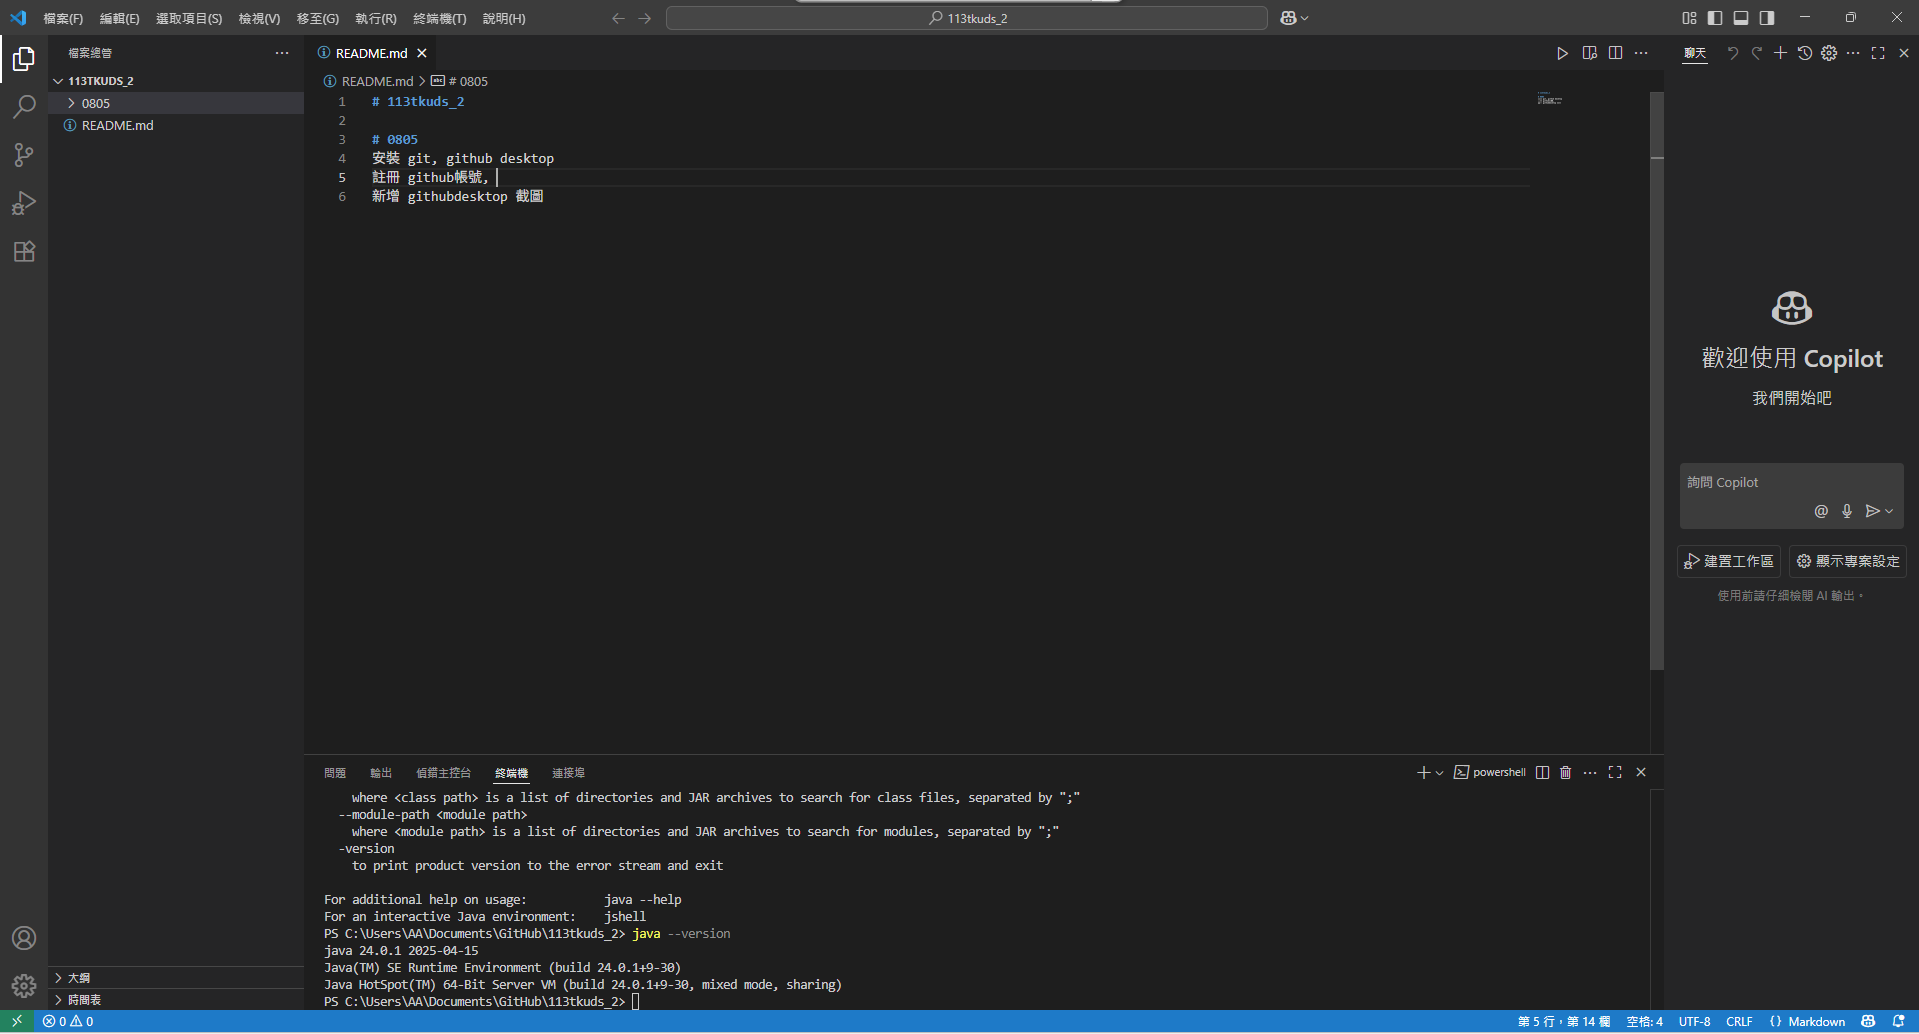 檔案(F) 編輯(E) 選取項目(S) 檢視(V) 移至(G) 執行(R) 終端機(T) 說明(H)
113tkuds_2
檔案總管
113TKUDS_2
0805
README.md
README.md
README.md > # 0805
1 # 113tkuds_2
2
3 # 0805
4 安裝 git, github desktop
5 註冊 github帳號,
6 新增 githubdesktop 截圖
聊天
歡迎使用 Copilot
我們開始吧
詢問 Copilot
建置工作區 顯示專案設定
使用前請仔細檢閱 AI 輸出。
問題 輸出 偵錯主控台 終端機 連接埠
powershell
where <class path> is a list of directories and JAR archives to search for class files, separated by ";"
--module-path <module path>
where <module path> is a list of directories and JAR archives to search for modules, separated by ";"
-version
to print product version to the error stream and exit
For additional help on usage: java --help
For an interactive Java environment: jshell
PS C:\Users\AA\Documents\GitHub\113tkuds_2> java --version
java 24.0.1 2025-04-15
Java(TM) SE Runtime Environment (build 24.0.1+9-30)
Java HotSpot(TM) 64-Bit Server VM (build 24.0.1+9-30, mixed mode, sharing)
PS C:\Users\AA\Documents\GitHub\113tkuds_2>
大綱
時間表
0 0
第 5 行，第 14 欄 空格: 4 UTF-8 CRLF {} Markdown